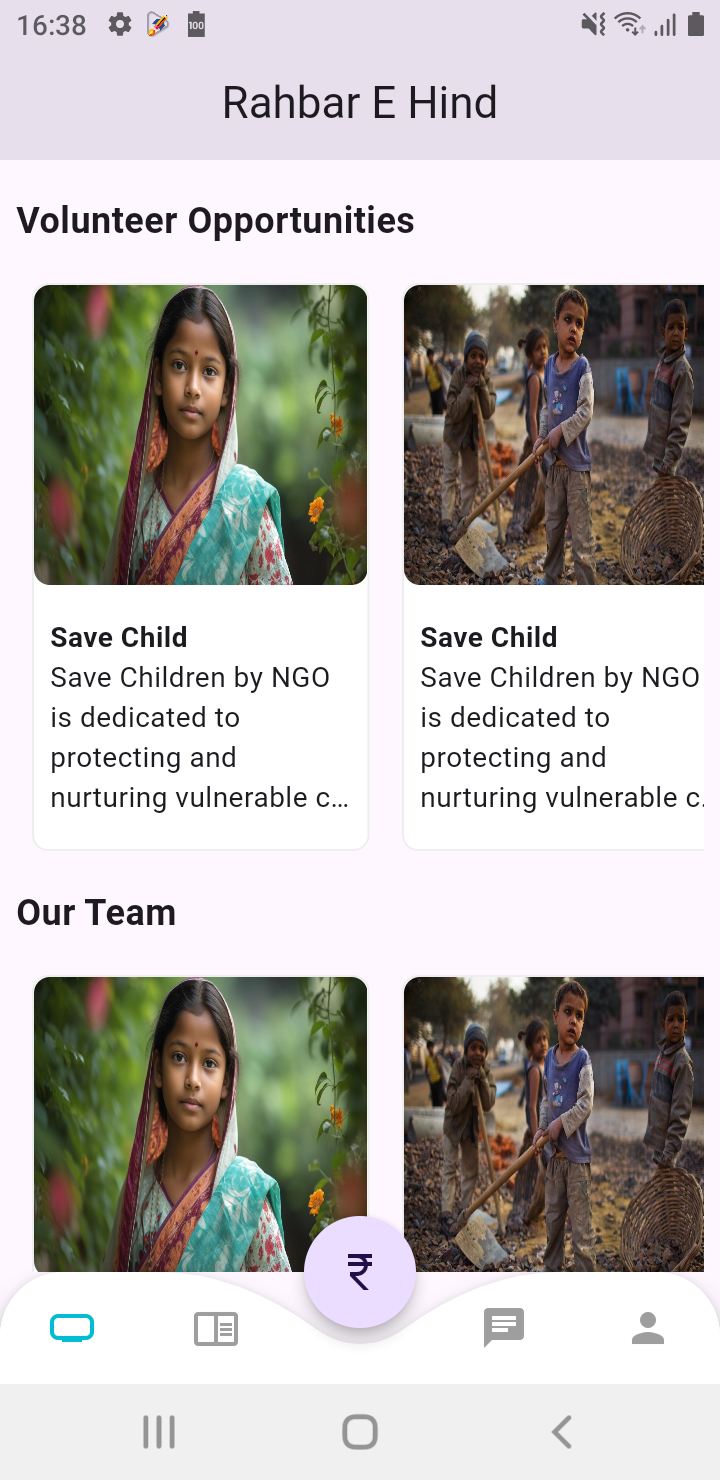 16:38
100
Rahbar E Hind
Volunteer Opportunities
Save Child
Save Children by NGO
is dedicated to
protecting and
nurturing vulnerable c...
Save Child
Save Children by NGO
is dedicated to
protecting and
nurturing vulnerable c.
Our Team
₹